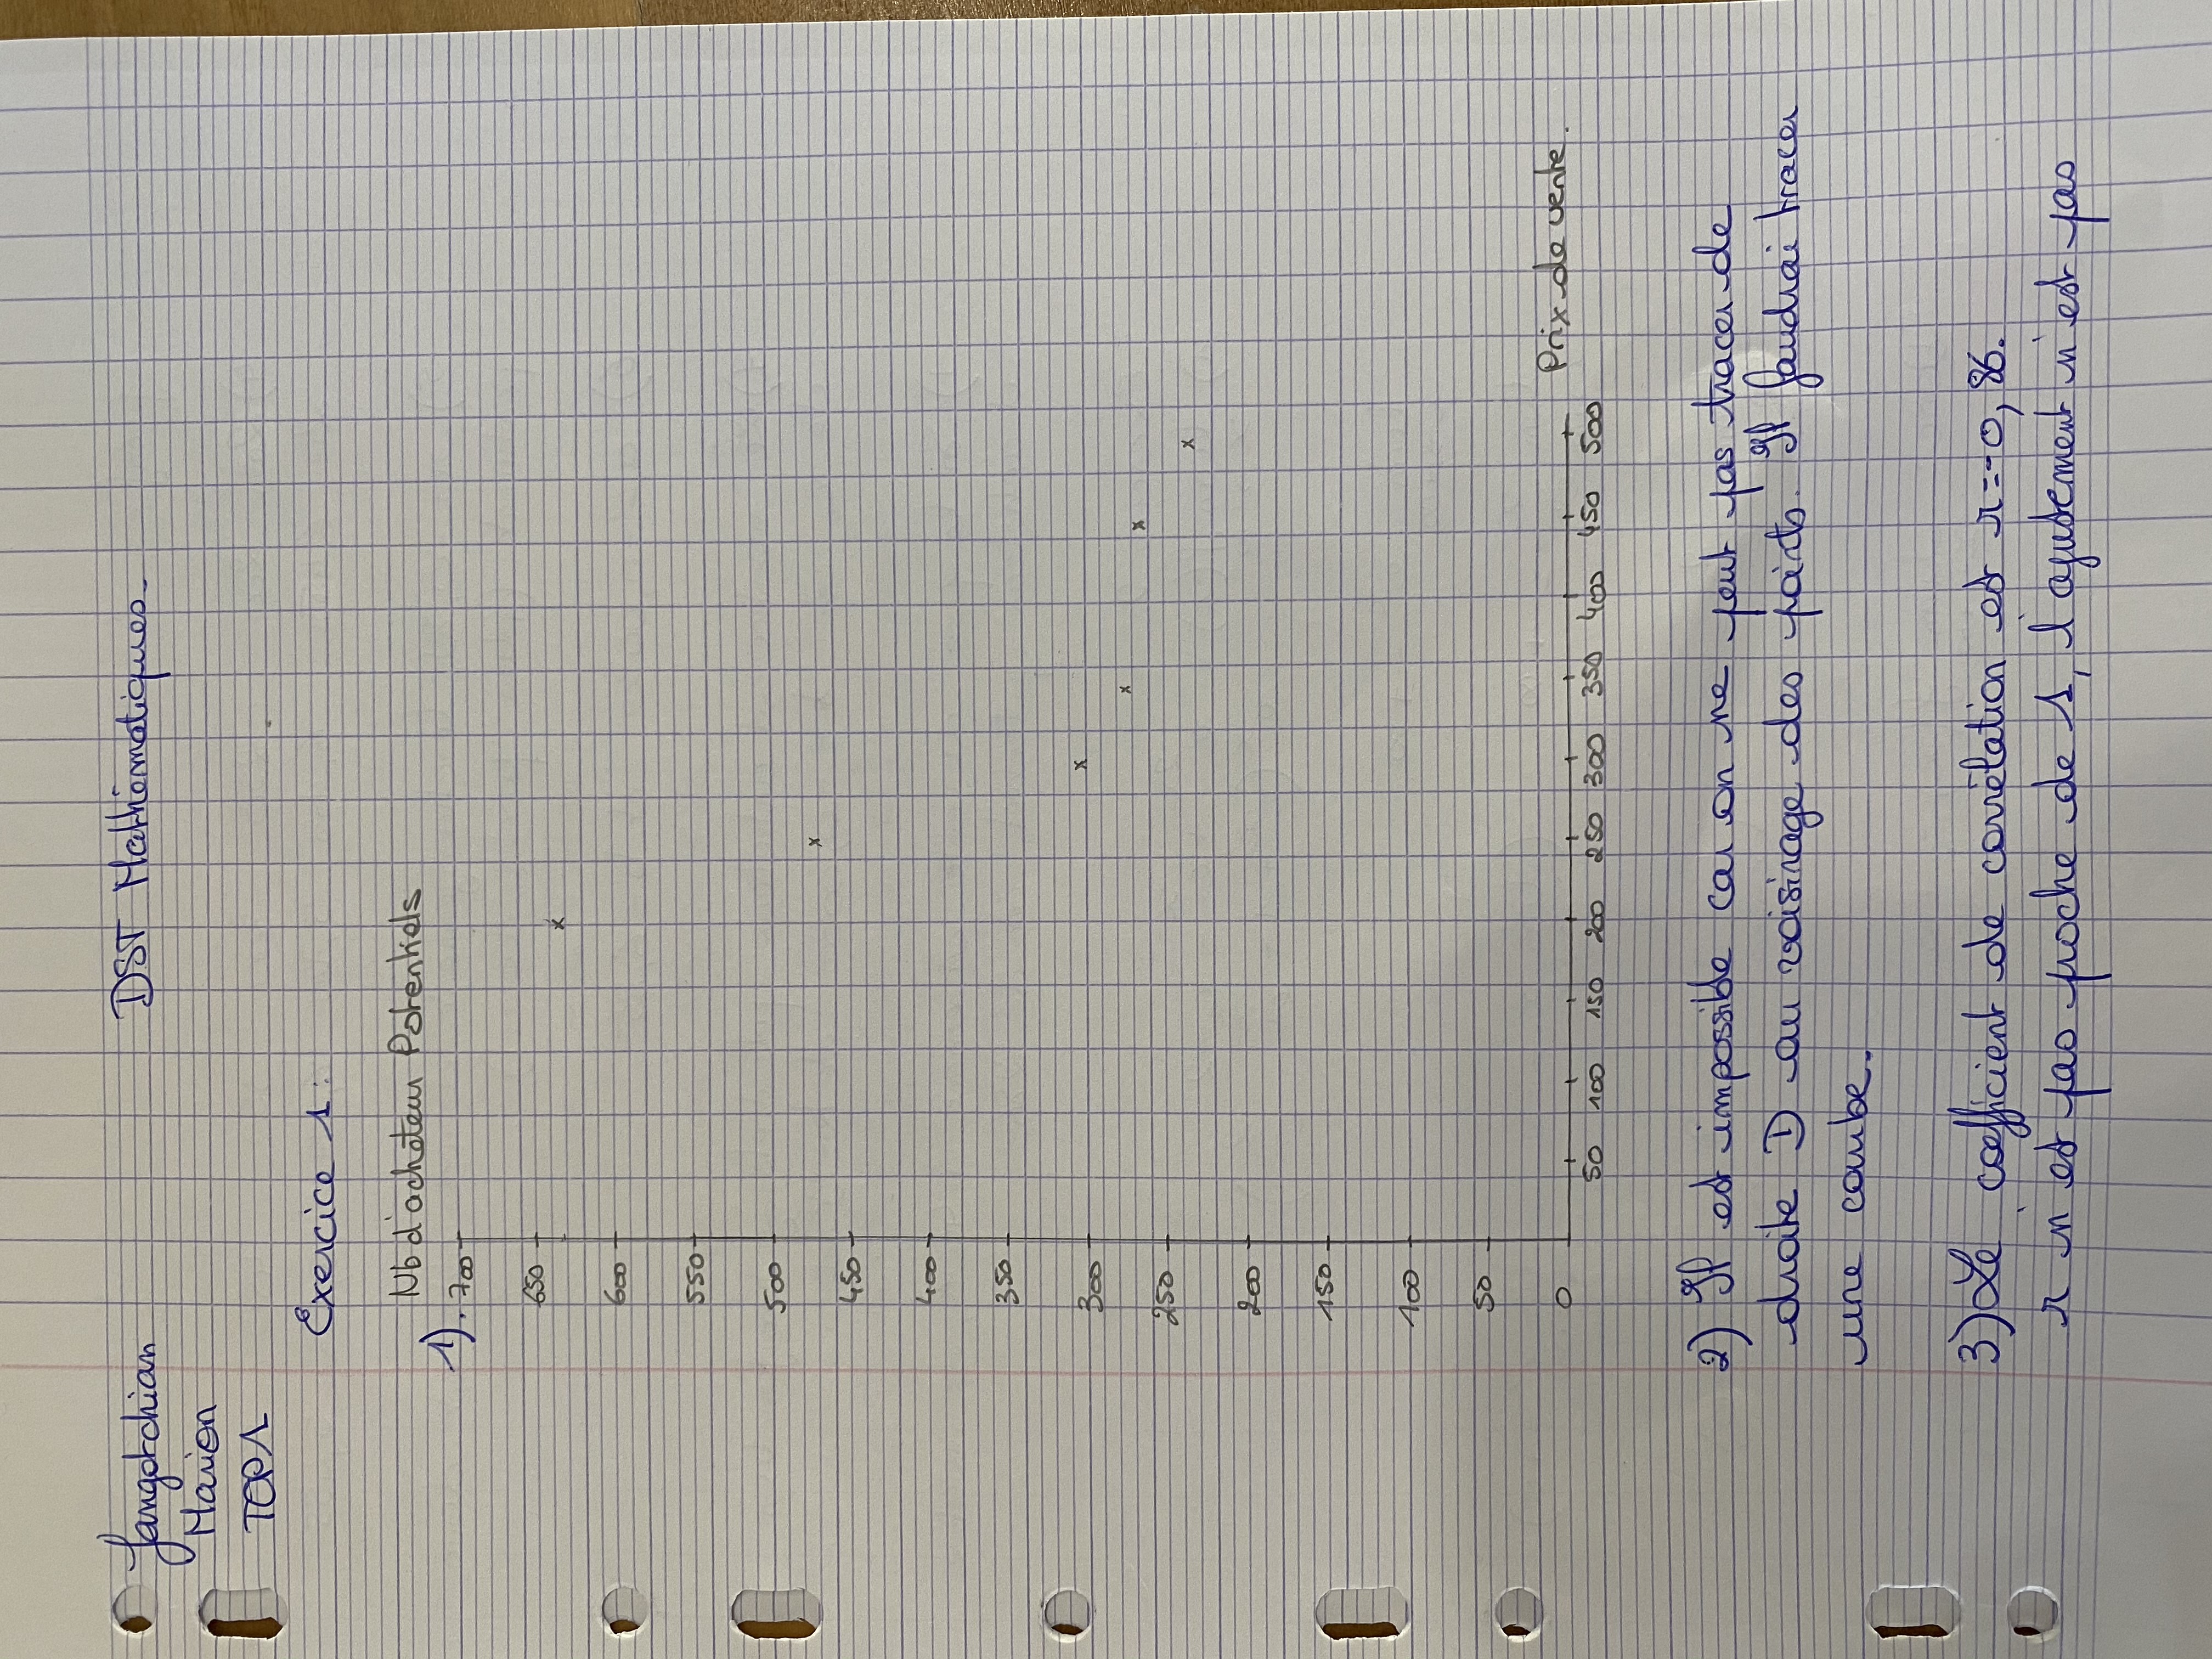 Jangotchian
DST Mathématiques
Marion
TOP1
Exercice 1:
Nb d'acheteur Potentiels
1).
700
650
600
550
500
450
400
350
300
250
200
150
100
50
0
Prix de vente.
50 100 150 200 250 300 350 400 450 500
2) Il est impossible car on ne peut pas tracer de
droite D au voisinage des points. Il faudrai tracer
une courbe.
3) Le coefficient de corrélation est r=-0,86.
r n'est pas proche de 1, l'ajustement n'est pas